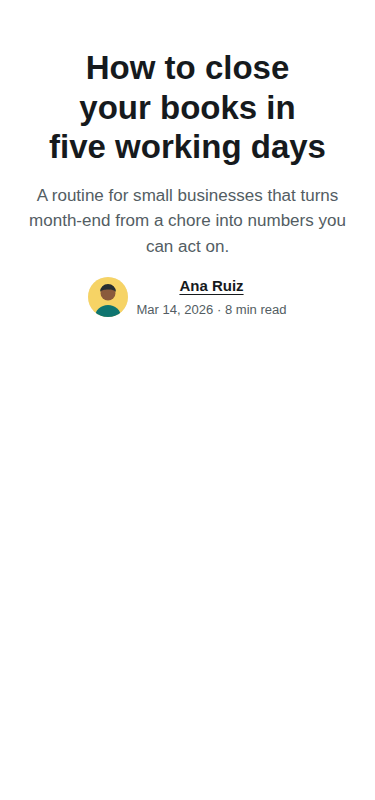 How to close
your books in
five working days
A routine for small businesses that turns
month-end from a chore into numbers you
can act on.
Ana Ruiz
Mar 14, 2026 · 8 min read